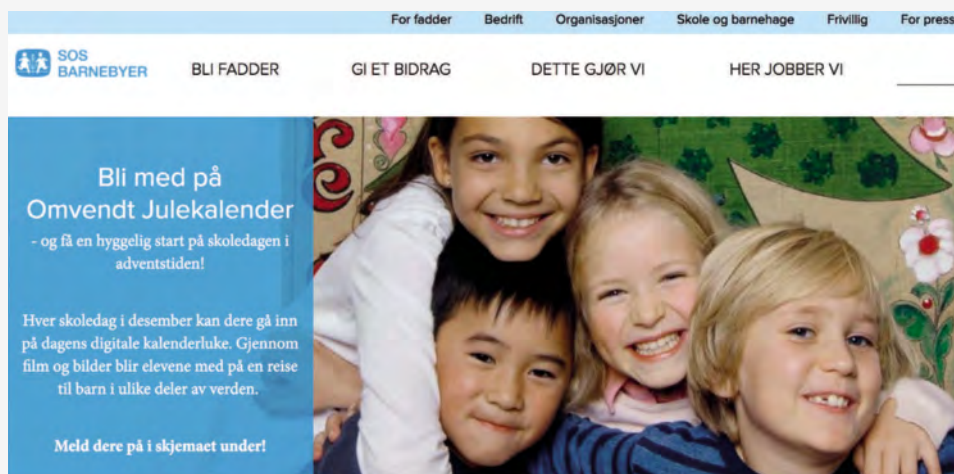 For fadder Bedrift Organisasjoner Skole og barnehage Frivillig For press
SOS
BARNEBYER
BLI FADDER GI ET BIDRAG DETTE GJØR VI HER JOBBER VI
Bli med på
Omvendt Julekalender
- og få en hyggelig start på skoledagen i
adventstiden!
Hver skoledag i desember kan dere gå inn
på dagens digitale kalenderluke. Gjennom
film og bilder blir elevene med på en reise
til barn i ulike deler av verden.
Meld dere på i skjemaet under!